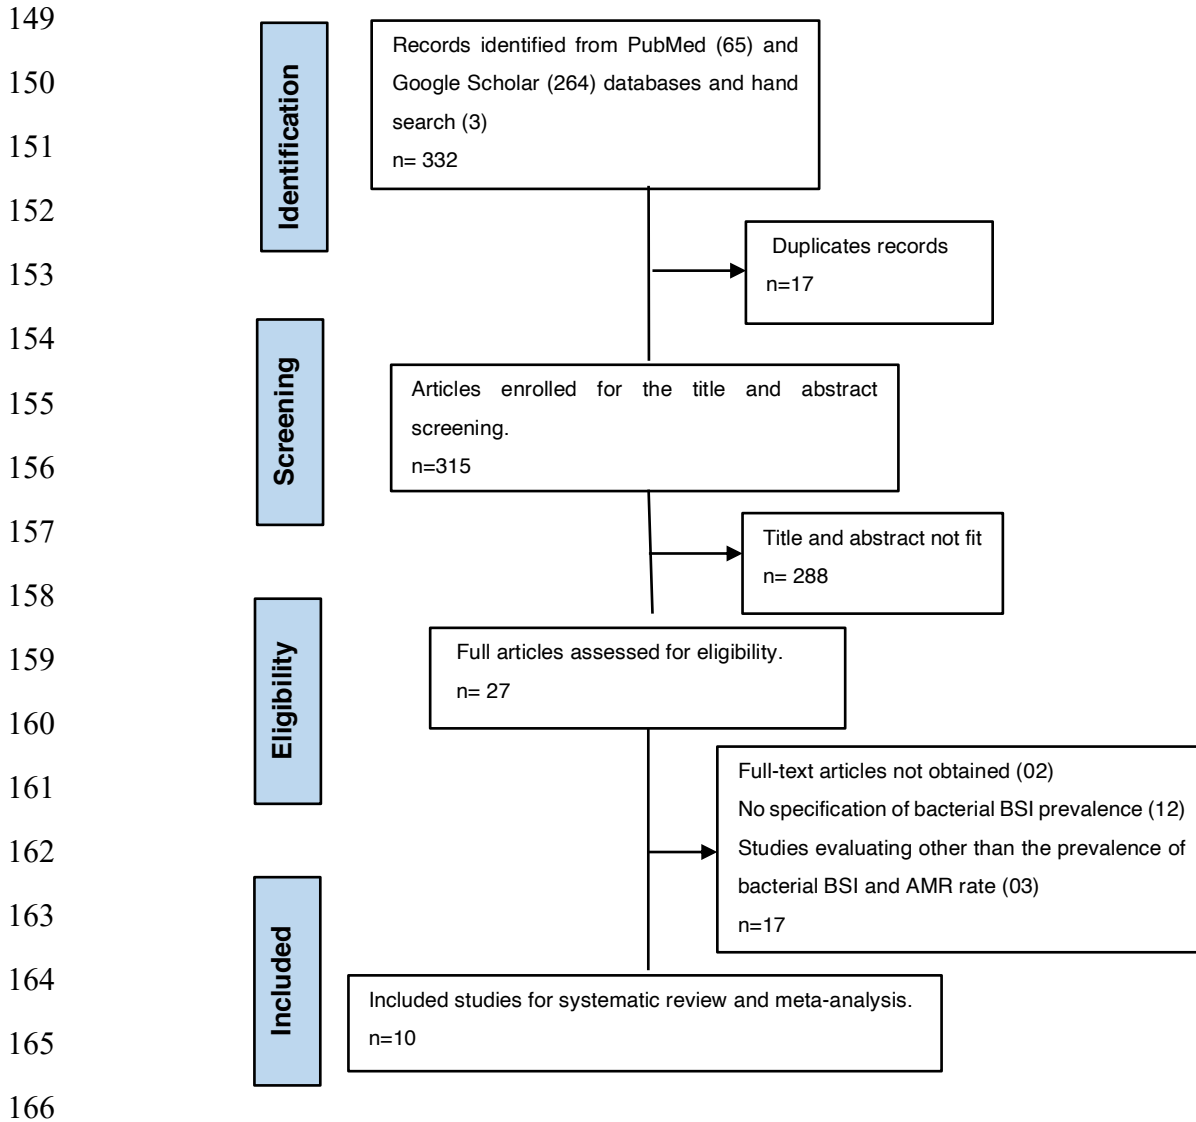 149
150
151
152
153
154
155
156
157
158
159
160
161
162
163
164
165
166
Identification
Records identified from PubMed (65) and
Google Scholar (264) databases and hand
search (3)
n= 332
Duplicates records
n=17
Screening
Articles enrolled for the title and abstract
screening.
n=315
Title and abstract not fit
n= 288
Eligibility
Full articles assessed for eligibility.
n= 27
Full-text articles not obtained (02)
No specification of bacterial BSI prevalence (12)
Studies evaluating other than the prevalence of
bacterial BSI and AMR rate (03)
n=17
Included
Included studies for systematic review and meta-analysis.
n=10